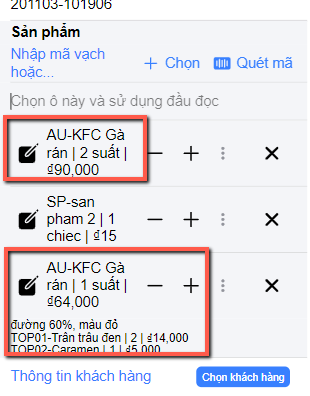 201103-101906
Sản phẩm
Nhập mã vạch
hoặc...
Chọn
Quét mã
Chọn ô này và sử dụng đầu đọc
AU-KFC Gà
rán | 2 suất |
₫90,000
SP-san
pham 2 | 1
chiec | ₫15
AU-KFC Gà
rán | 1 suất |
₫64,000
đường 60%, màu đỏ
TOP01-Trân trâu đen | 2 | ₫14,000
TOP02-Caramen | 1 | ₫5,000
Thông tin khách hàng
Chọn khách hàng